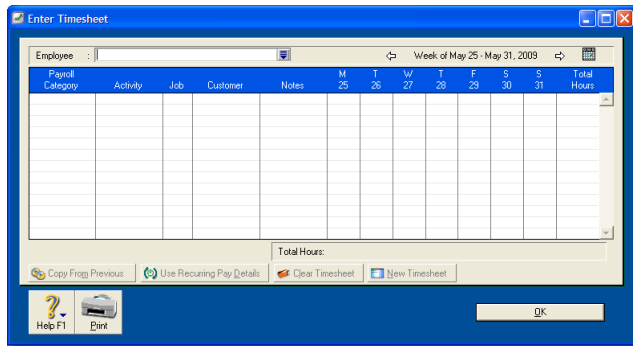 Enter Timesheet
Employee :
Week of May 25 - May 31, 2009
Payroll Category Activity Job Customer Notes M 25 T 26 W 27 T 28 F 29 S 30 S 31 Total Hours
Total Hours:
Copy From Previous Use Recurring Pay Details Clear Timesheet New Timesheet
Help F1 Print OK